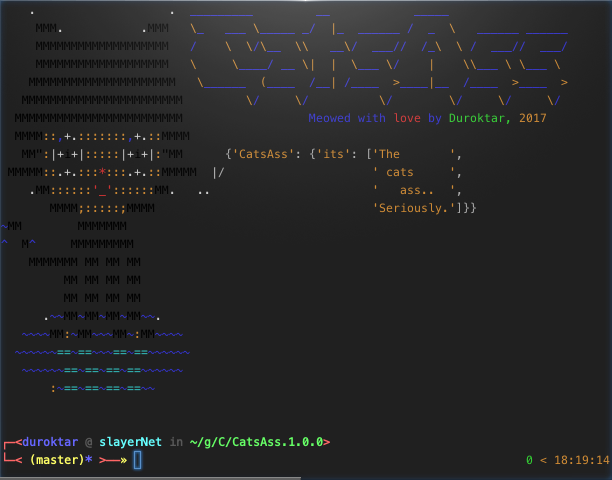 Meowed with love by Duroktar, 2017
{'CatsAss': {'its': ['The ',
' cats ',
' ass.. ',
'Seriously.']}}
duroktar @ slayerNet in ~/g/C/CatsAss.1.0.0>
< (master)* >—»
0 < 18:19:14